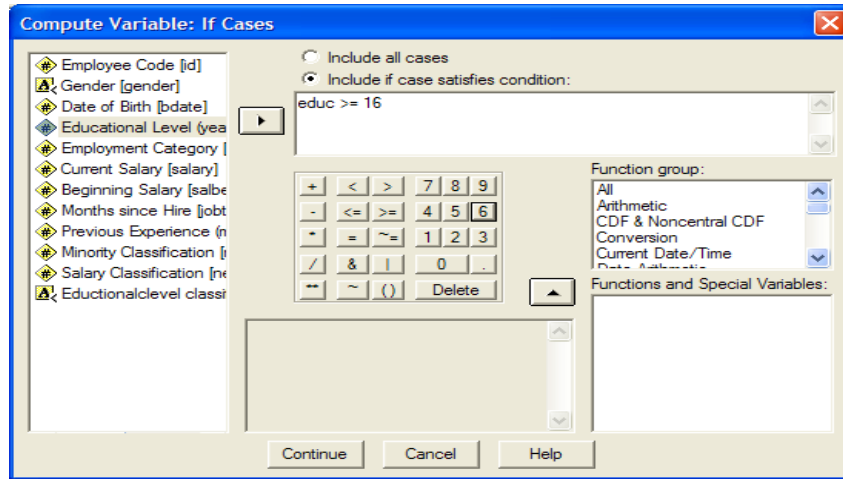 Compute Variable: If Cases
Employee Code [id]
Gender [gender]
Date of Birth [bdate]
Educational Level (yea
Employment Category [
Current Salary [salary]
Beginning Salary [salbe
Months since Hire [jobt
Previous Experience (m
Minority Classification [
Salary Classification [ne
Eductionalclevel classif
Include all cases
Include if case satisfies condition:
educ >= 16
+ < > 7 8 9
- <= >= 4 5 6
* = ~= 1 2 3
/ & | 0 .
** ~ () Delete
Function group:
All
Arithmetic
CDF & Noncentral CDF
Conversion
Current Date/Time
Date Arithmetic
Functions and Special Variables:
Continue Cancel Help